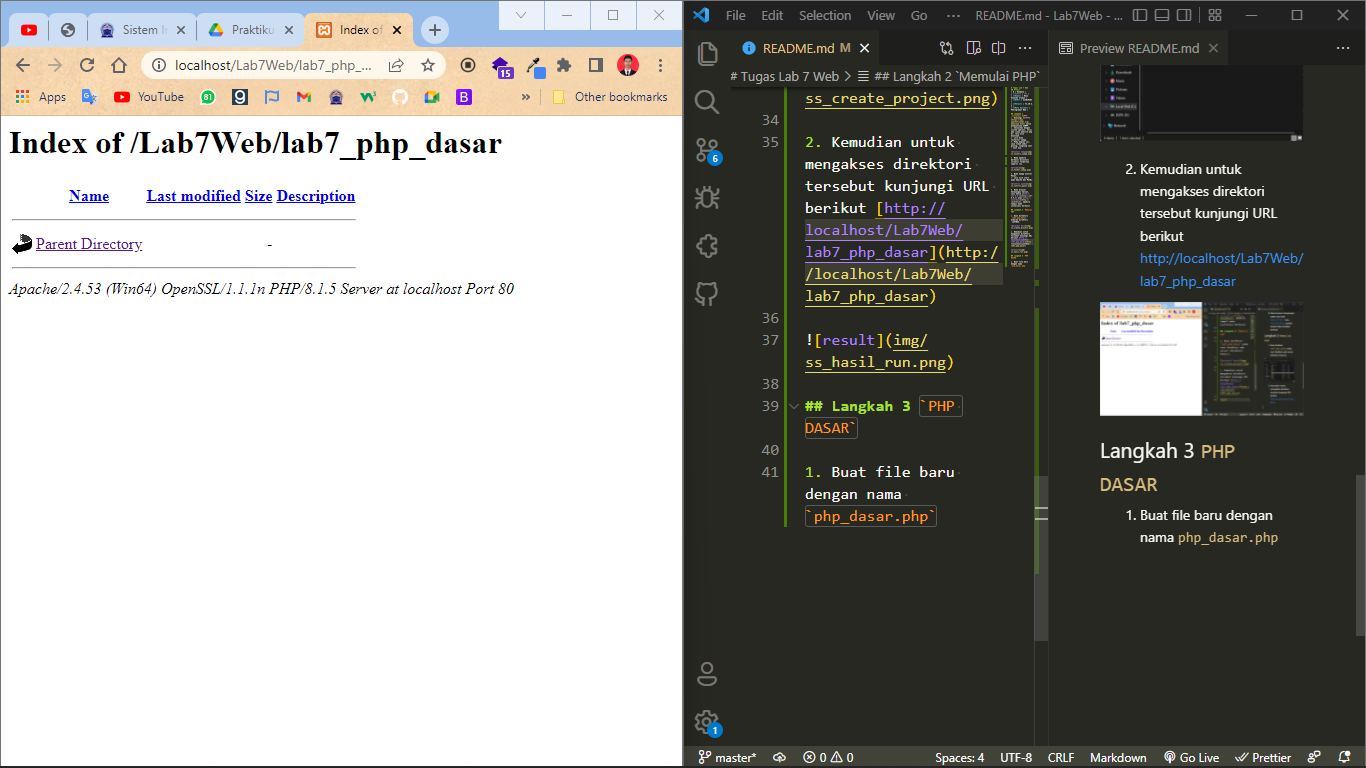 Sistem I
Praktiku
Index of
localhost/Lab7Web/lab7_php_...
15
Apps
YouTube
81
»
Other bookmarks
Index of /Lab7Web/lab7_php_dasar
Name Last modified Size Description
Parent Directory -
Apache/2.4.53 (Win64) OpenSSL/1.1.1n PHP/8.1.5 Server at localhost Port 80
File Edit Selection View Go ··· README.md - Lab7Web - ...
README.md M
# Tugas Lab 7 Web > ## Langkah 2 `Memulai PHP`
6
1
ss_create_project.png)
34
35 2. Kemudian untuk
mengakses direktori
tersebut kunjungi URL
berikut [http://
localhost/Lab7Web/
lab7_php_dasar](http:/
/localhost/Lab7Web/
lab7_php_dasar)
36
37 ![result](img/
ss_hasil_run.png)
38
39 ## Langkah 3 `PHP
DASAR`
40
41 1. Buat file baru
dengan nama
`php_dasar.php`
Preview README.md
2. Kemudian untuk
mengakses direktori
tersebut kunjungi URL
berikut
http://localhost/Lab7Web/
lab7_php_dasar
Index of /lab7_php_dasar
Langkah 3 PHP
DASAR
1. Buat file baru dengan
nama php_dasar.php
master* 0 0 Spaces: 4 UTF-8 CRLF Markdown Go Live Prettier